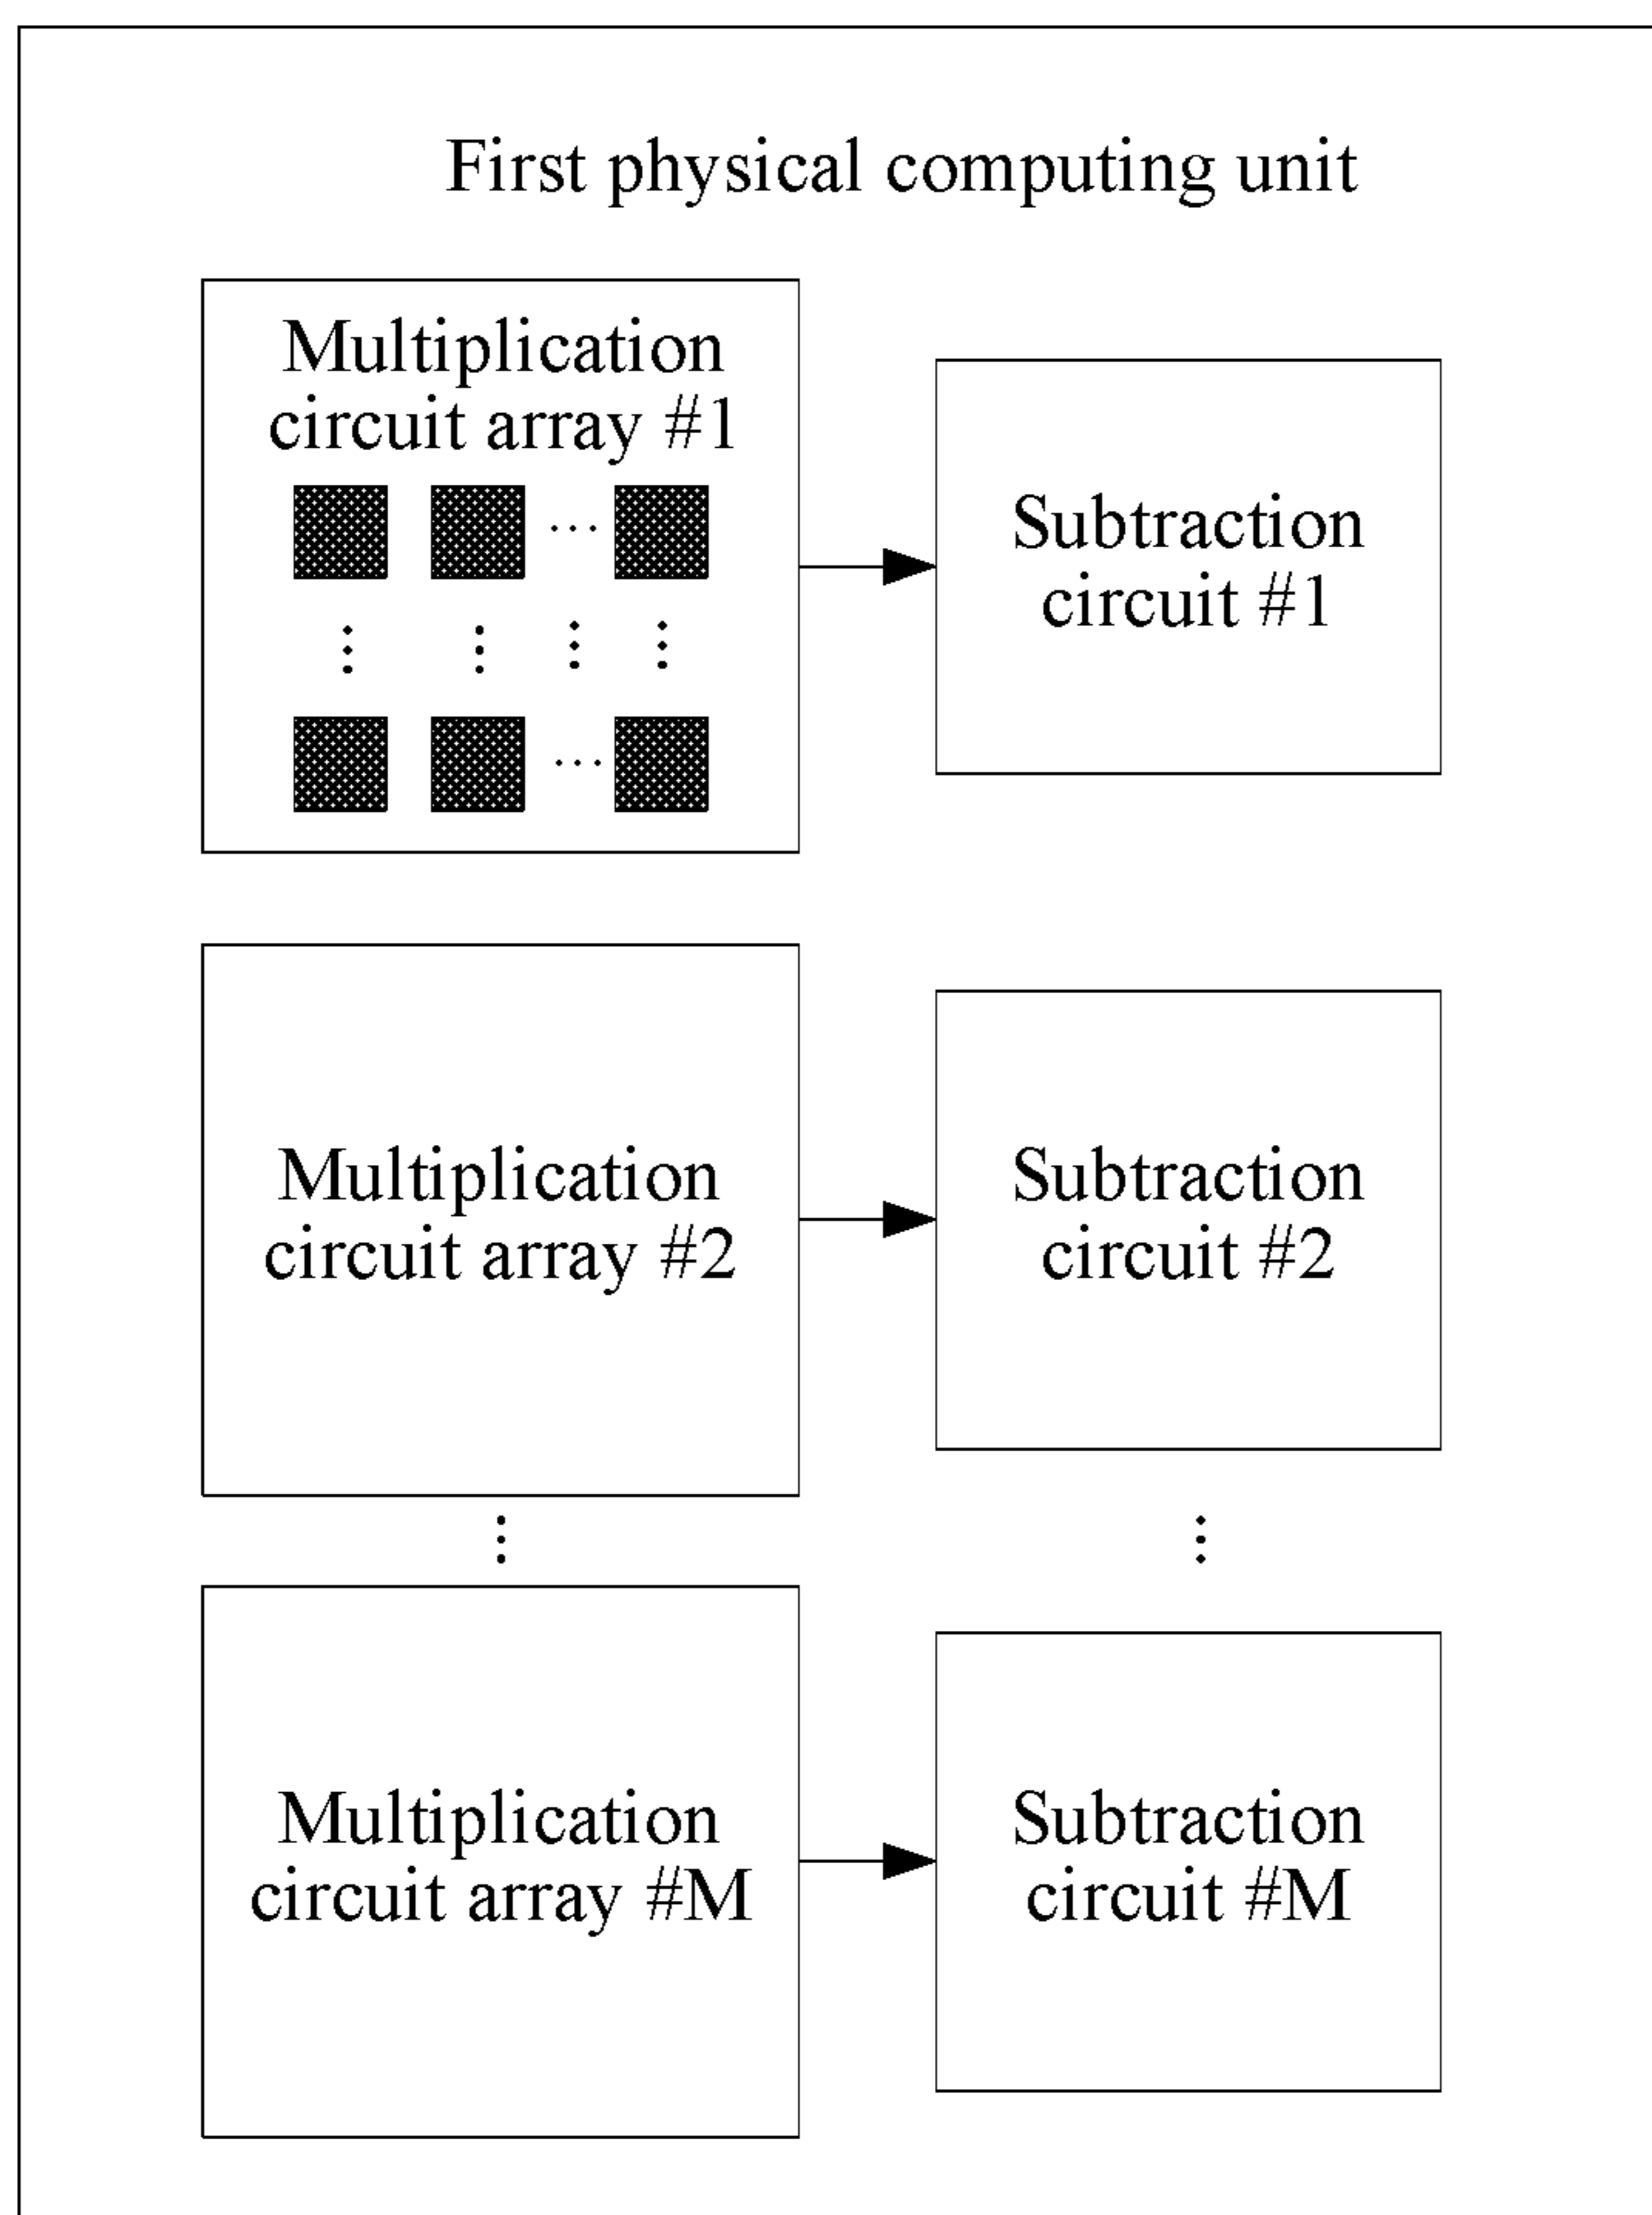 First physical computing unit
Multiplication
circuit array #1
Subtraction
circuit #1
Multiplication
circuit array #2
Subtraction
circuit #2
Multiplication
circuit array #M
Subtraction
circuit #M